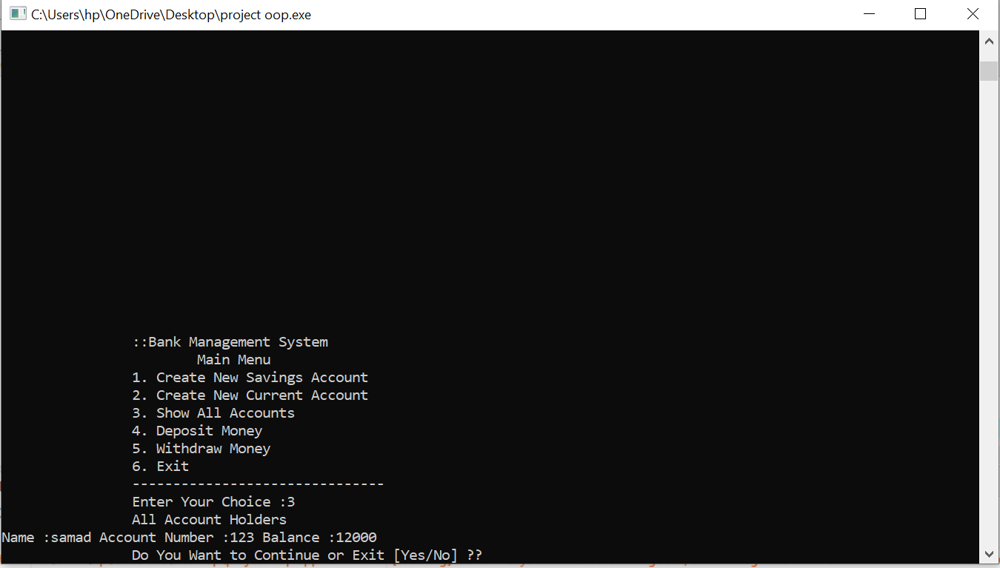 C:\Users\hp\OneDrive\Desktop\project oop.exe
::Bank Management System
Main Menu
1. Create New Savings Account
2. Create New Current Account
3. Show All Accounts
4. Deposit Money
5. Withdraw Money
6. Exit
-------------------------------
Enter Your Choice :3
All Account Holders
Name :samad Account Number :123 Balance :12000
Do You Want to Continue or Exit [Yes/No] ??